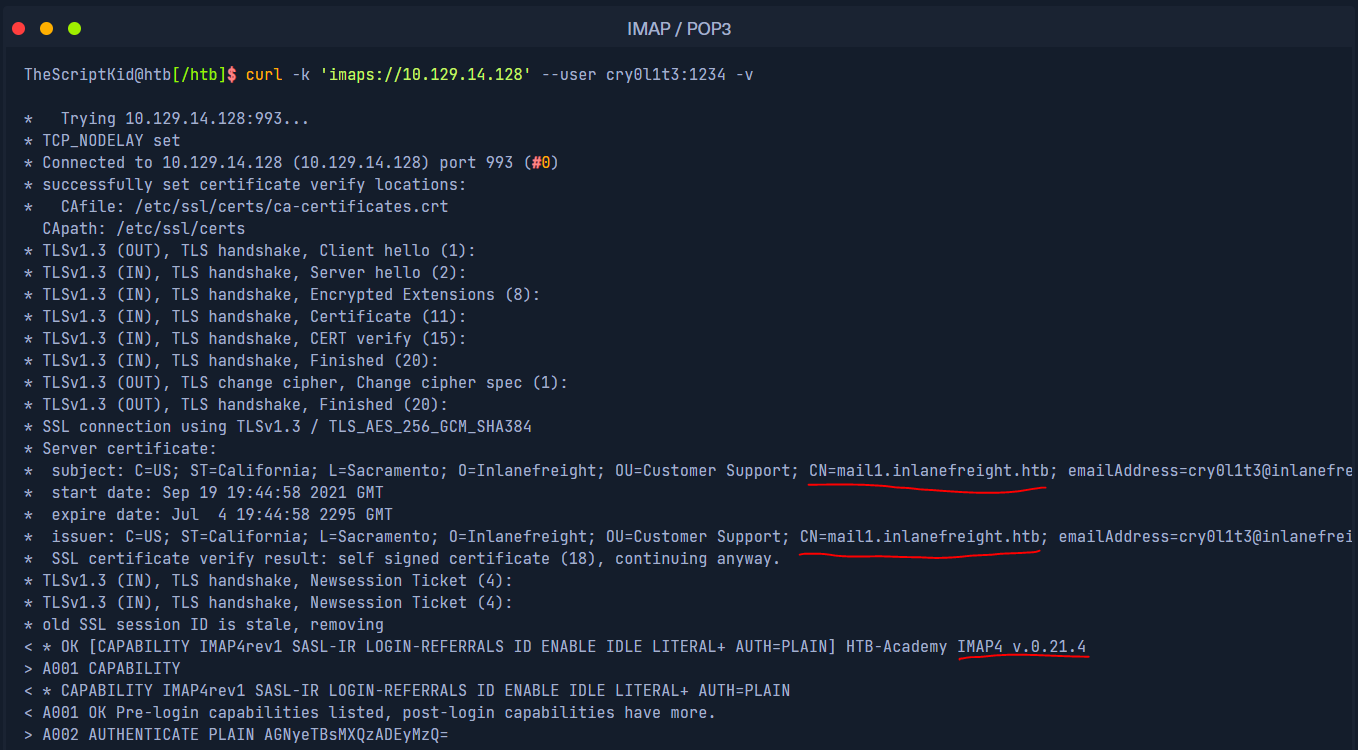 IMAP / POP3
TheScriptKid@htb[/htb]$ curl -k 'imaps://10.129.14.128' --user cry0l1t3:1234 -v
*   Trying 10.129.14.128:993...
* TCP_NODELAY set
* Connected to 10.129.14.128 (10.129.14.128) port 993 (#0)
* successfully set certificate verify locations:
*   CAfile: /etc/ssl/certs/ca-certificates.crt
  CApath: /etc/ssl/certs
* TLSv1.3 (OUT), TLS handshake, Client hello (1):
* TLSv1.3 (IN), TLS handshake, Server hello (2):
* TLSv1.3 (IN), TLS handshake, Encrypted Extensions (8):
* TLSv1.3 (IN), TLS handshake, Certificate (11):
* TLSv1.3 (IN), TLS handshake, CERT verify (15):
* TLSv1.3 (IN), TLS handshake, Finished (20):
* TLSv1.3 (OUT), TLS change cipher, Change cipher spec (1):
* TLSv1.3 (OUT), TLS handshake, Finished (20):
* SSL connection using TLSv1.3 / TLS_AES_256_GCM_SHA384
* Server certificate:
*  subject: C=US; ST=California; L=Sacramento; O=Inlanefreight; OU=Customer Support; CN=mail1.inlanefreight.htb; emailAddress=cry0l1t3@inlanefre
*  start date: Sep 19 19:44:58 2021 GMT
*  expire date: Jul  4 19:44:58 2295 GMT
*  issuer: C=US; ST=California; L=Sacramento; O=Inlanefreight; OU=Customer Support; CN=mail1.inlanefreight.htb; emailAddress=cry0l1t3@inlanefrei
*  SSL certificate verify result: self signed certificate (18), continuing anyway.
* TLSv1.3 (IN), TLS handshake, Newsession Ticket (4):
* TLSv1.3 (IN), TLS handshake, Newsession Ticket (4):
* old SSL session ID is stale, removing
< * OK [CAPABILITY IMAP4rev1 SASL-IR LOGIN-REFERRALS ID ENABLE IDLE LITERAL+ AUTH=PLAIN] HTB-Academy IMAP4 v.0.21.4
> A001 CAPABILITY
< * CAPABILITY IMAP4rev1 SASL-IR LOGIN-REFERRALS ID ENABLE IDLE LITERAL+ AUTH=PLAIN
< A001 OK Pre-login capabilities listed, post-login capabilities have more.
> A002 AUTHENTICATE PLAIN AGNyeTBsMXQzADEyMzQ=